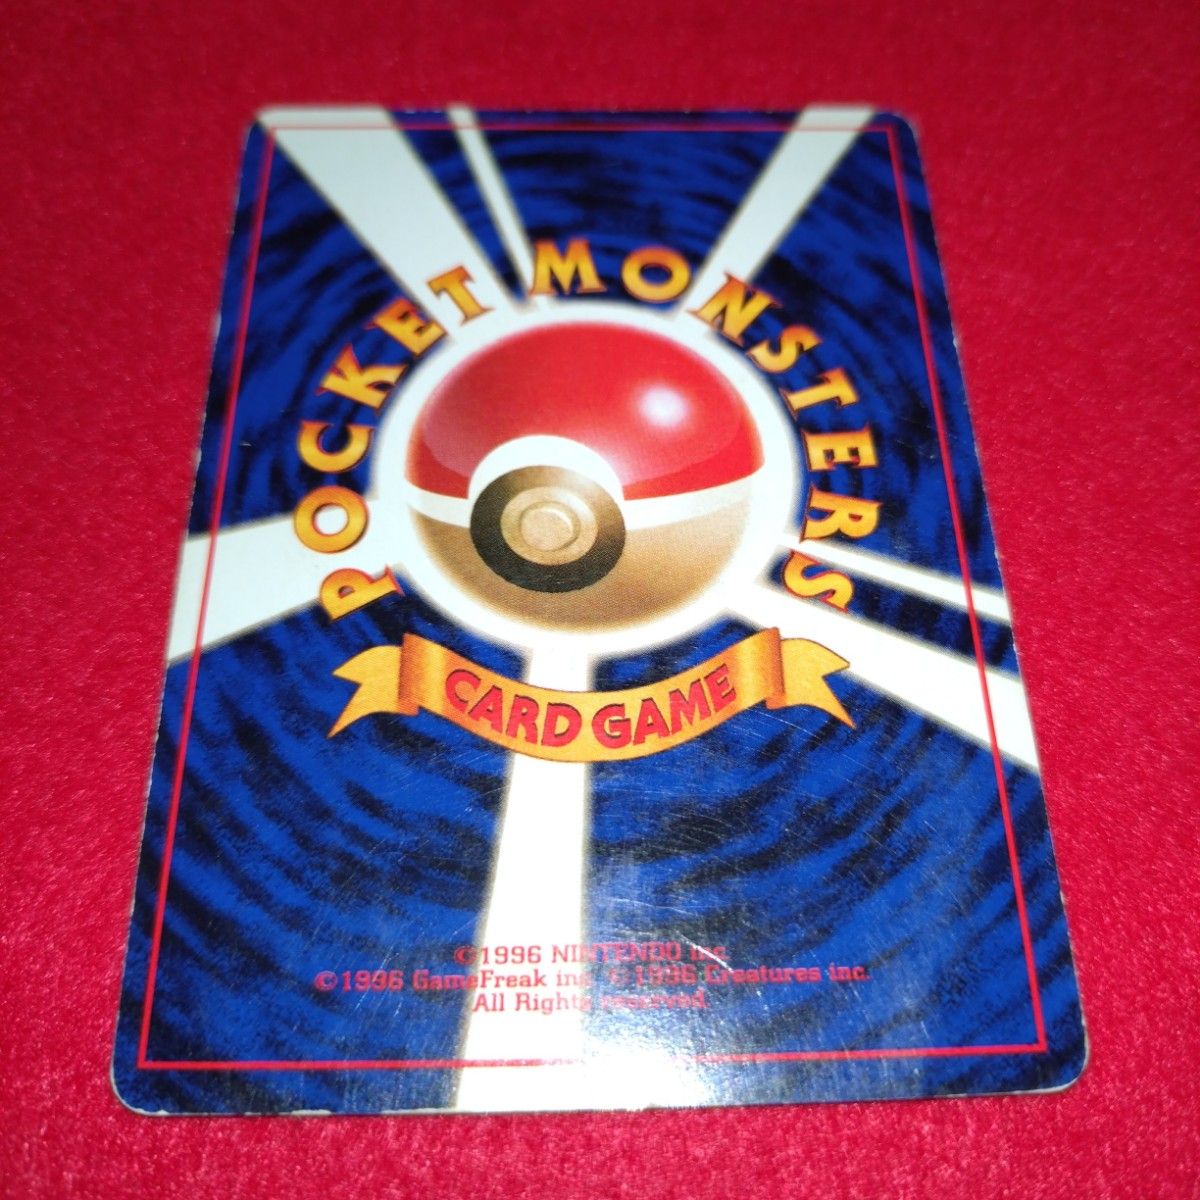 POCKET MONSTERS
CARD GAME
©1996 NINTENDO inc.
©1996 GameFreak inc. ©1996 Creatures inc.
All Rights reserved.